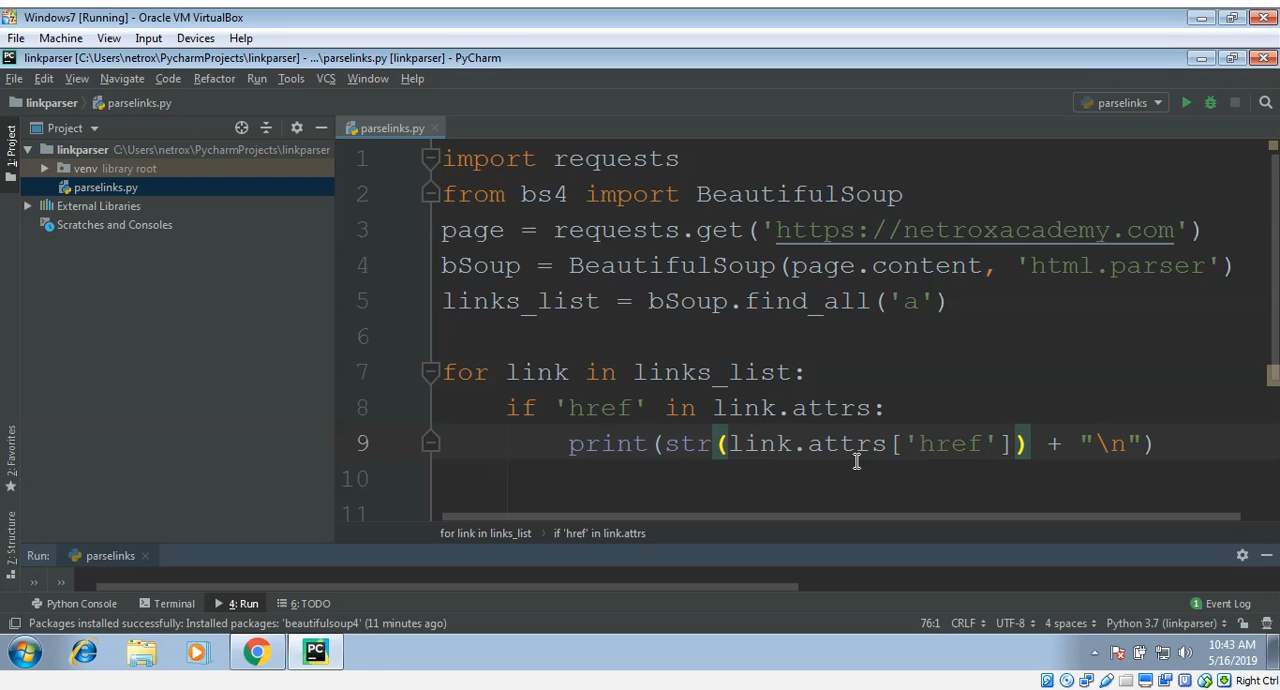 Windows7 [Running] - Oracle VM VirtualBox
File Machine View Input Devices Help
linkparser [C:\Users\netrox\PycharmProjects\linkparser] - ...\parselinks.py [linkparser] - PyCharm
File Edit View Navigate Code Refactor Run Tools VCS Window Help
linkparser parselinks.py
parselinks
1: Project
Project
parselinks.py
linkparser C:\Users\netrox\PycharmProjects\linkparser
venv library root
parselinks.py
External Libraries
Scratches and Consoles
1 import requests
2 from bs4 import BeautifulSoup
3 page = requests.get('https://netroxacademy.com')
4 bSoup = BeautifulSoup(page.content, 'html.parser')
5 links_list = bSoup.find_all('a')
6
7 for link in links_list:
8 if 'href' in link.attrs:
9 print(str(link.attrs['href']) + "\n")
10
11
for link in links_list › if 'href' in link.attrs
2: Favorites
7: Structure
Run: parselinks
» »
Python Console Terminal 4: Run 6: TODO
1 Event Log
Packages installed successfully: Installed packages: 'beautifulsoup4' (11 minutes ago)
76:1 CRLF UTF-8 4 spaces Python 3.7 (linkparser)
10:43 AM
5/16/2019
Right Ctrl